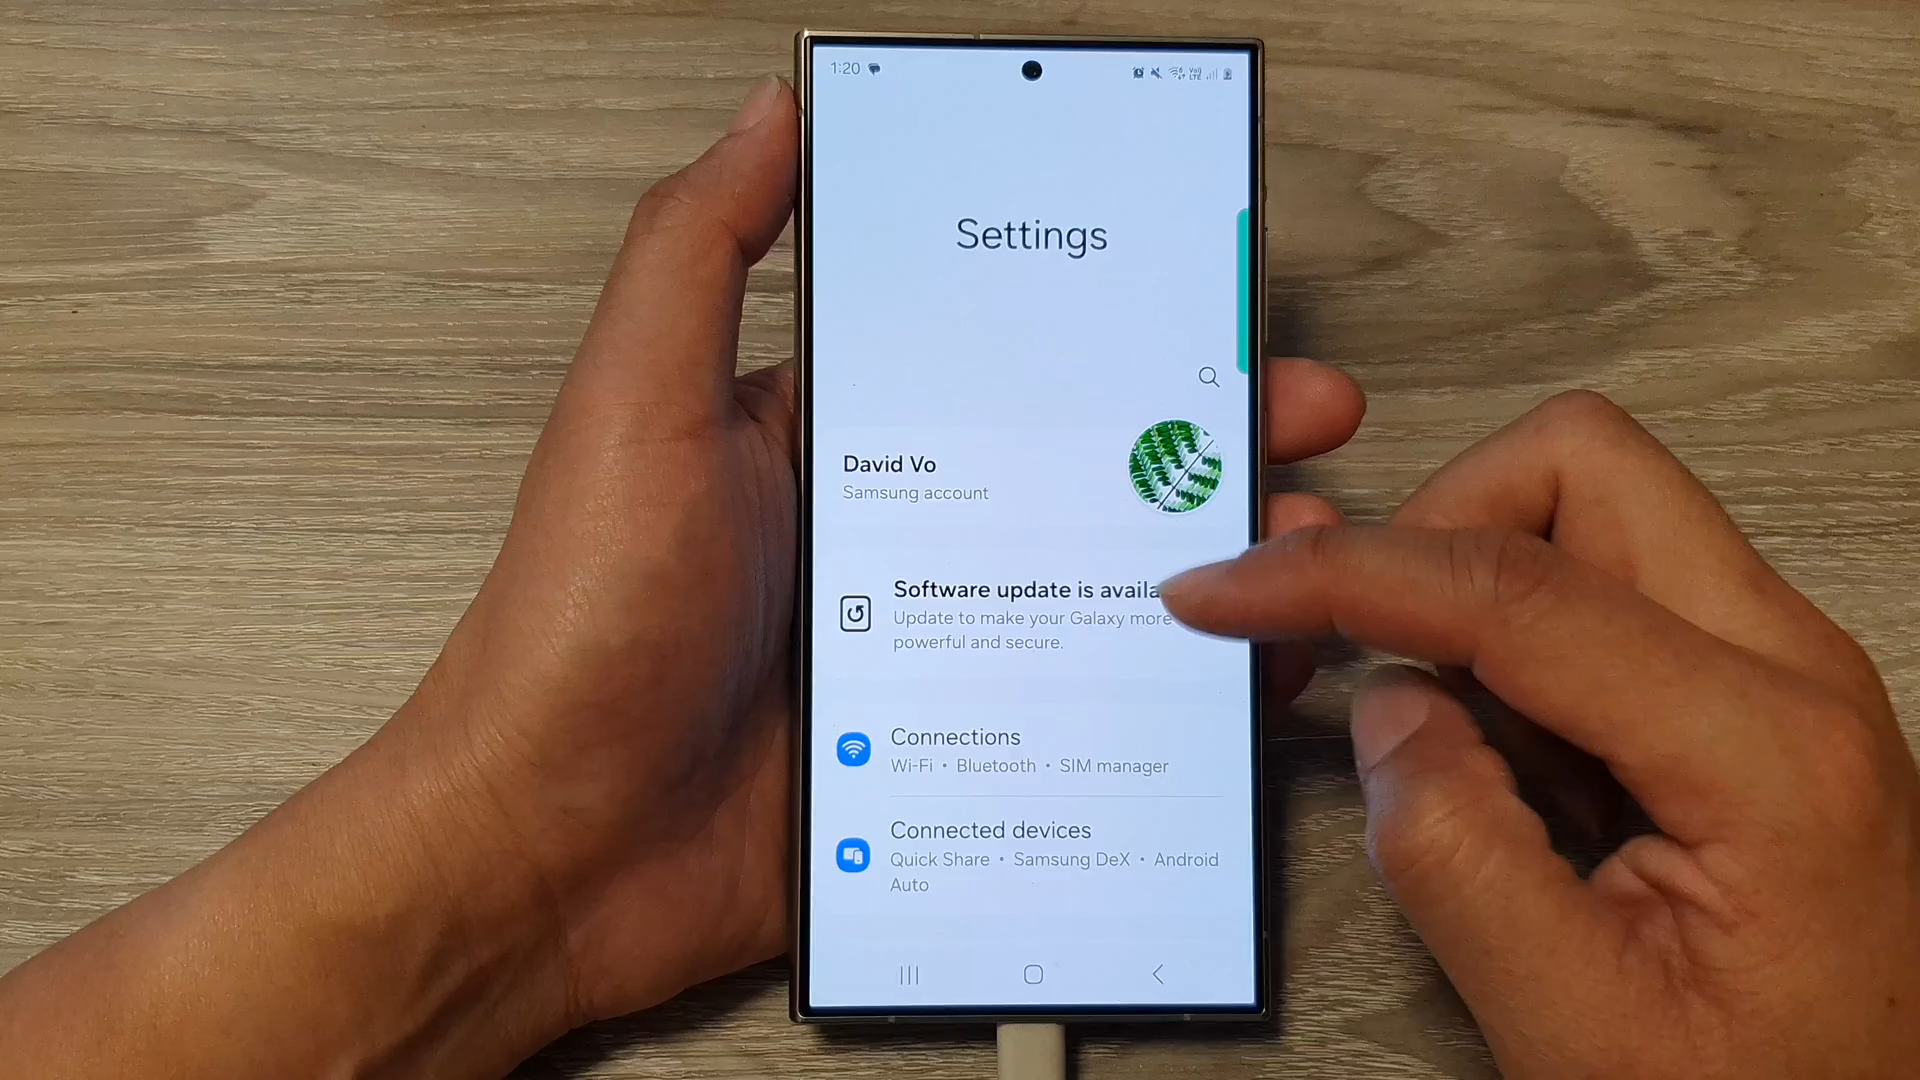 1:20
Settings
David Vo
Samsung account
Software update is availa
Update to make your Galaxy more
powerful and secure.
Connections
Wi-Fi • Bluetooth • SIM manager
Connected devices
Quick Share • Samsung DeX • Android
Auto